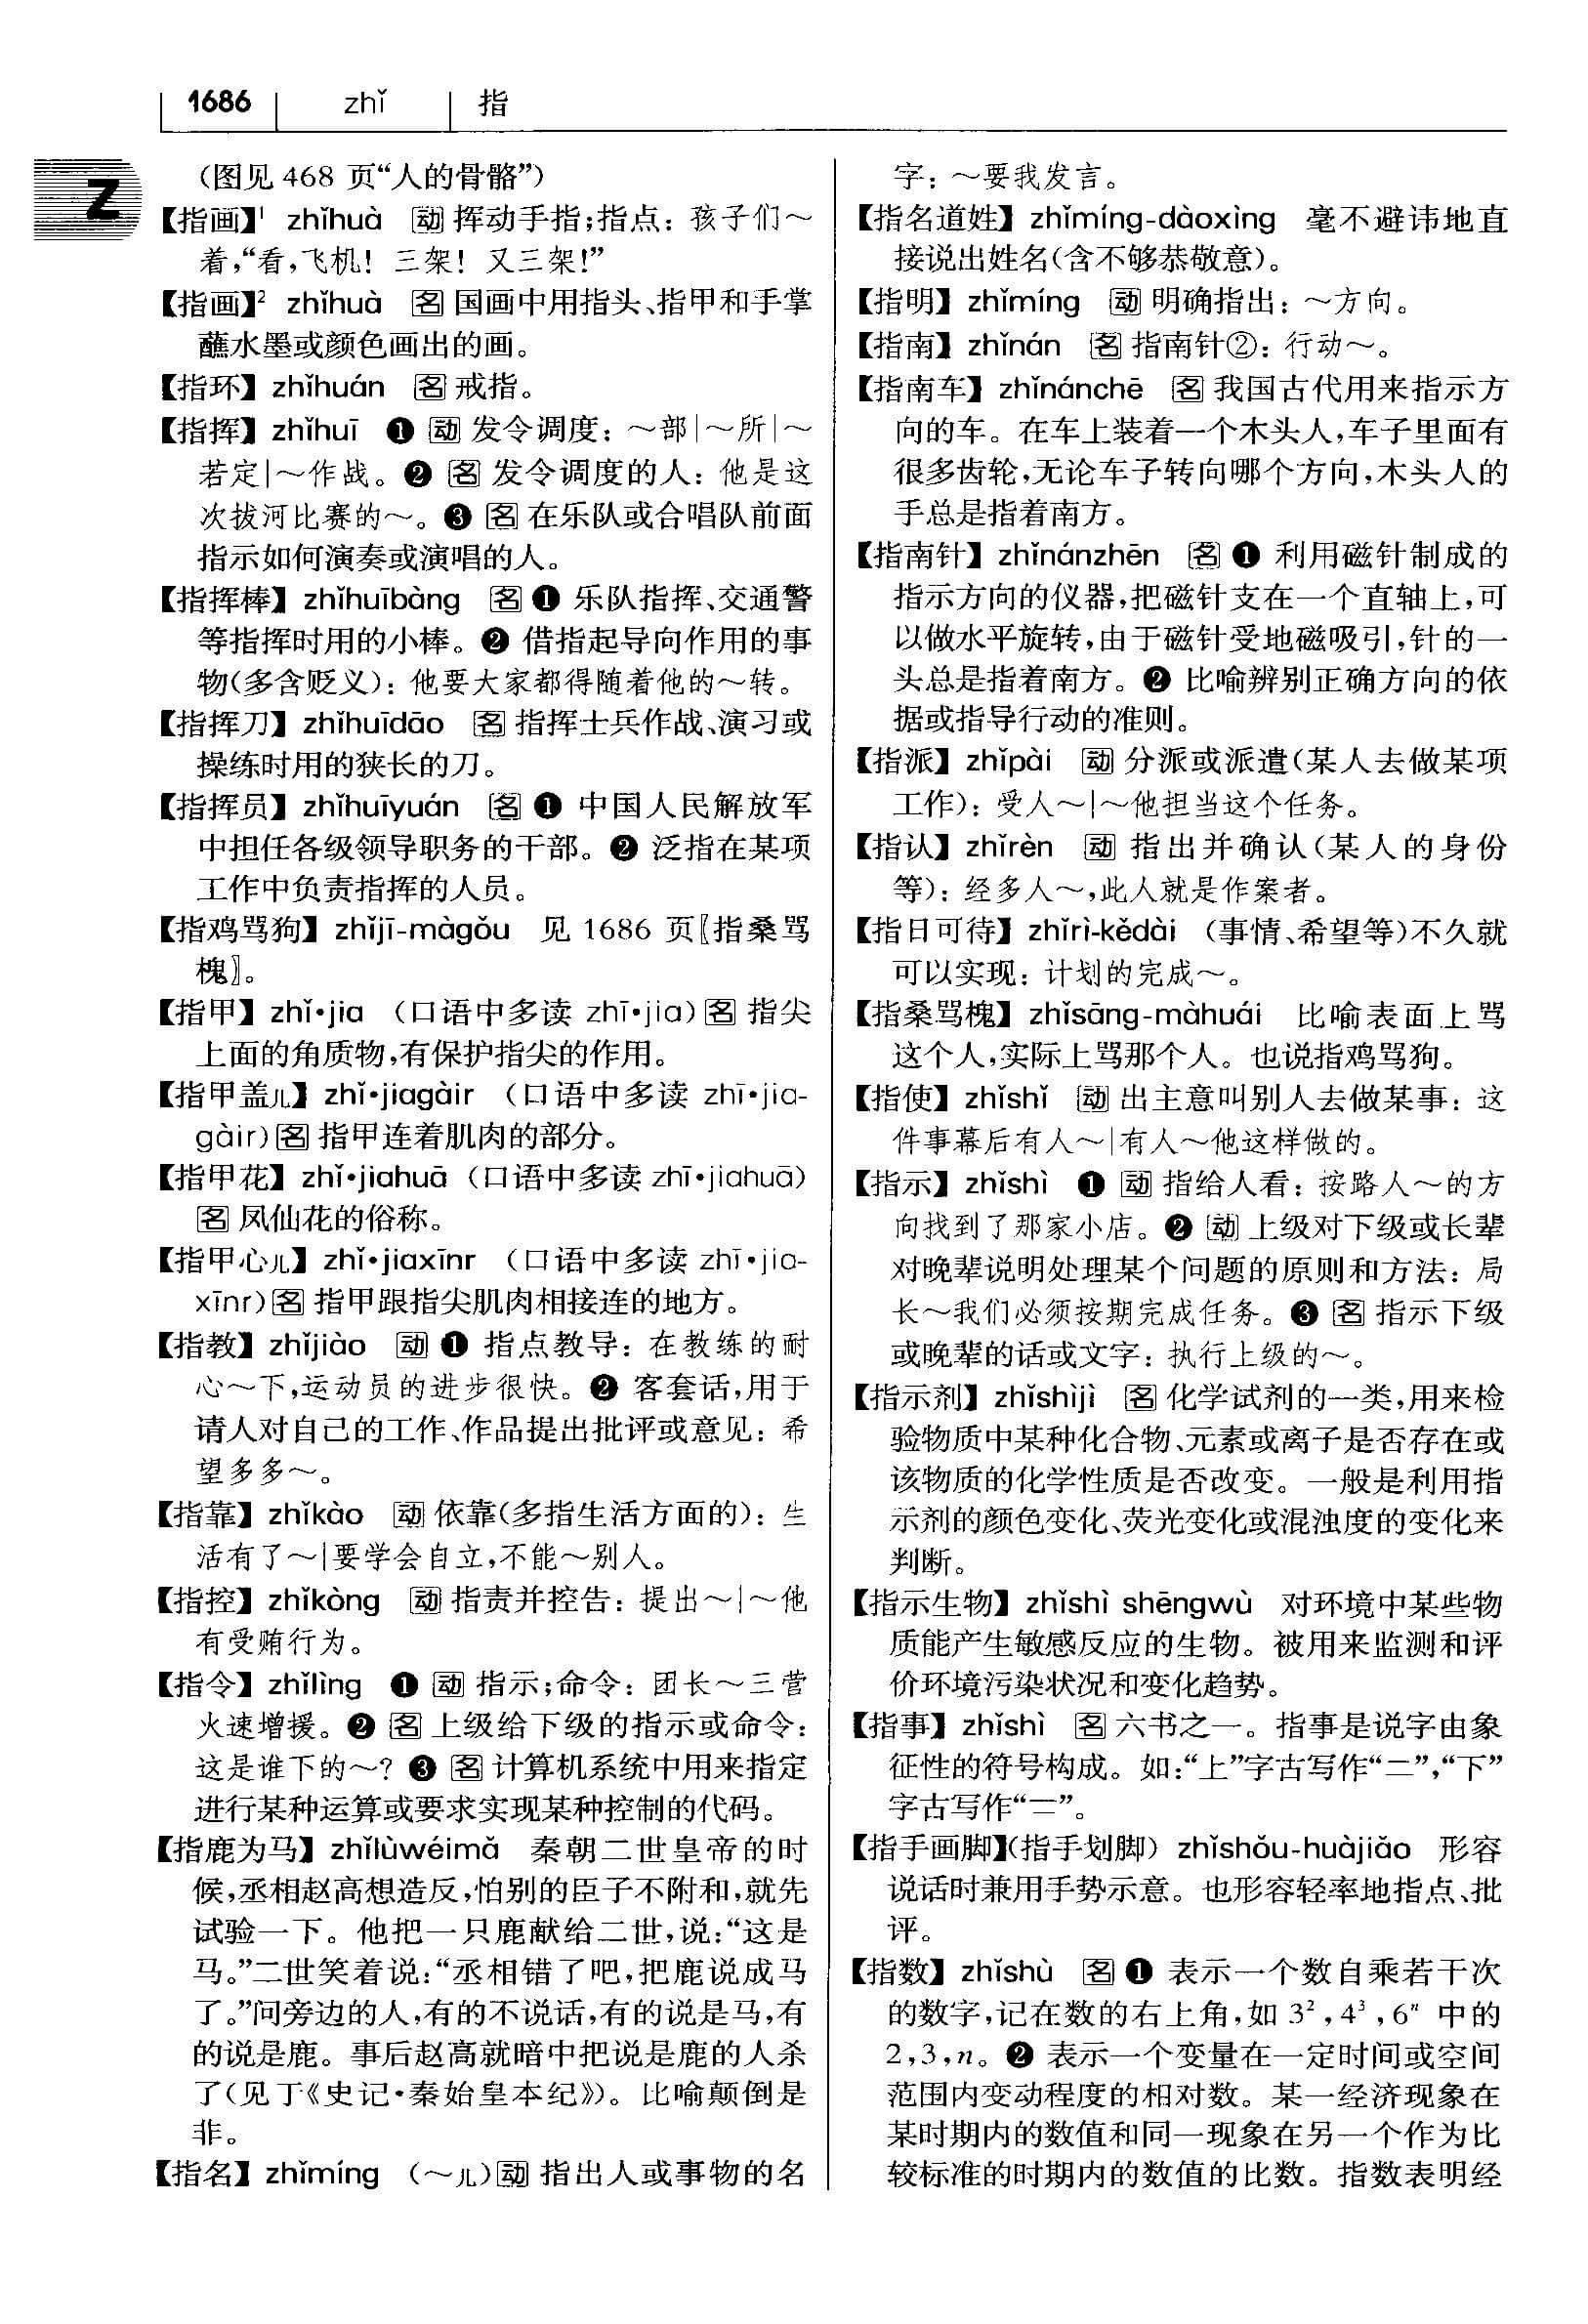 1686 zhǐ 指
Z
（图见 468 页“人的骨骼”）
【指画】¹ zhǐhuà 动 挥动手指；指点：孩子们～
着，“看，飞机！三架！又三架！”
【指画】² zhǐhuà 名 国画中用指头、指甲和手掌
蘸水墨或颜色画出的画。
【指环】zhǐhuán 名 戒指。
【指挥】zhǐhuī ❶ 动 发令调度：～部|～所|～
若定|～作战。❷ 名 发令调度的人：他是这
次拔河比赛的～。❸ 名 在乐队或合唱队前面
指示如何演奏或演唱的人。
【指挥棒】zhǐhuībàng 名 ❶ 乐队指挥、交通警
等指挥时用的小棒。❷ 借指起导向作用的事
物（多含贬义）：他要大家都得随着他的～转。
【指挥刀】zhǐhuīdāo 名 指挥士兵作战、演习或
操练时用的狭长的刀。
【指挥员】zhǐhuīyuán 名 ❶ 中国人民解放军
中担任各级领导职务的干部。❷ 泛指在某项
工作中负责指挥的人员。
【指鸡骂狗】zhǐjī-màgǒu 见 1686 页〖指桑骂
槐〗。
【指甲】zhǐ•jia （口语中多读 zhī•jia）名 指尖
上面的角质物，有保护指尖的作用。
【指甲盖儿】zhǐ•jiagàir （口语中多读 zhī•jia-
gàir）名 指甲连着肌肉的部分。
【指甲花】zhǐ•jiahuā（口语中多读 zhī•jiahuā）
名 凤仙花的俗称。
【指甲心儿】zhǐ•jiaxīnr （口语中多读 zhī•jia-
xīnr）名 指甲跟指尖肌肉相接连的地方。
【指教】zhǐjiào 动 ❶ 指点教导：在教练的耐
心～下，运动员的进步很快。❷ 客套话，用于
请人对自己的工作、作品提出批评或意见：希
望多多～。
【指靠】zhǐkào 动 依靠（多指生活方面的）：生
活有了～|要学会自立，不能～别人。
【指控】zhǐkòng 动 指责并控告：提出～|～他
有受贿行为。
【指令】zhǐlìng ❶ 动 指示；命令：团长～三营
火速增援。❷ 名 上级给下级的指示或命令：
这是谁下的～？❸ 名 计算机系统中用来指定
进行某种运算或要求实现某种控制的代码。
【指鹿为马】zhǐlùwéimǎ 秦朝二世皇帝的时
候，丞相赵高想造反，怕别的臣子不附和，就先
试验一下。他把一只鹿献给二世，说：“这是
马。”二世笑着说：“丞相错了吧，把鹿说成马
了。”问旁边的人，有的不说话，有的说是马，有
的说是鹿。事后赵高就暗中把说是鹿的人杀
了（见于《史记·秦始皇本纪》）。比喻颠倒是
非。
【指名】zhǐmíng （～儿）动 指出人或事物的名
字：～要我发言。
【指名道姓】zhǐmíng-dàoxìng 毫不避讳地直
接说出姓名（含不够恭敬意）。
【指明】zhǐmíng 动 明确指出：～方向。
【指南】zhǐnán 名 指南针②：行动～。
【指南车】zhǐnánchē 名 我国古代用来指示方
向的车。在车上装着一个木头人，车子里面有
很多齿轮，无论车子转向哪个方向，木头人的
手总是指着南方。
【指南针】zhǐnánzhēn 名 ❶ 利用磁针制成的
指示方向的仪器，把磁针支在一个直轴上，可
以做水平旋转，由于磁针受地磁吸引，针的一
头总是指着南方。❷ 比喻辨别正确方向的依
据或指导行动的准则。
【指派】zhǐpài 动 分派或派遣（某人去做某项
工作）：受人～|～他担当这个任务。
【指认】zhǐrèn 动 指出并确认（某人的身份
等）：经多人～，此人就是作案者。
【指日可待】zhǐrì-kědài （事情、希望等）不久就
可以实现：计划的完成～。
【指桑骂槐】zhǐsāng-màhuái 比喻表面上骂
这个人，实际上骂那个人。也说指鸡骂狗。
【指使】zhǐshǐ 动 出主意叫别人去做某事：这
件事幕后有人～|有人～他这样做的。
【指示】zhǐshì ❶ 动 指给人看：按路人～的方
向找到了那家小店。❷ 动 上级对下级或长辈
对晚辈说明处理某个问题的原则和方法：局
长～我们必须按期完成任务。❸ 名 指示下级
或晚辈的话或文字：执行上级的～。
【指示剂】zhǐshìjì 名 化学试剂的一类，用来检
验物质中某种化合物、元素或离子是否存在或
该物质的化学性质是否改变。一般是利用指
示剂的颜色变化、荧光变化或混浊度的变化来
判断。
【指示生物】zhǐshì shēngwù 对环境中某些物
质能产生敏感反应的生物。被用来监测和评
价环境污染状况和变化趋势。
【指事】zhǐshì 名 六书之一。指事是说字由象
征性的符号构成。如：“上”字古写作“二”，“下”
字古写作“二”。
【指手画脚】（指手划脚） zhǐshǒu-huàjiǎo 形容
说话时兼用手势示意。也形容轻率地指点、批
评。
【指数】zhǐshù 名 ❶ 表示一个数自乘若干次
的数字，记在数的右上角，如 3²，4³，6ⁿ 中的
2，3，n。❷ 表示一个变量在一定时间或空间
范围内变动程度的相对数。某一经济现象在
某时期内的数值和同一现象在另一个作为比
较标准的时期内的数值的比数。指数表明经